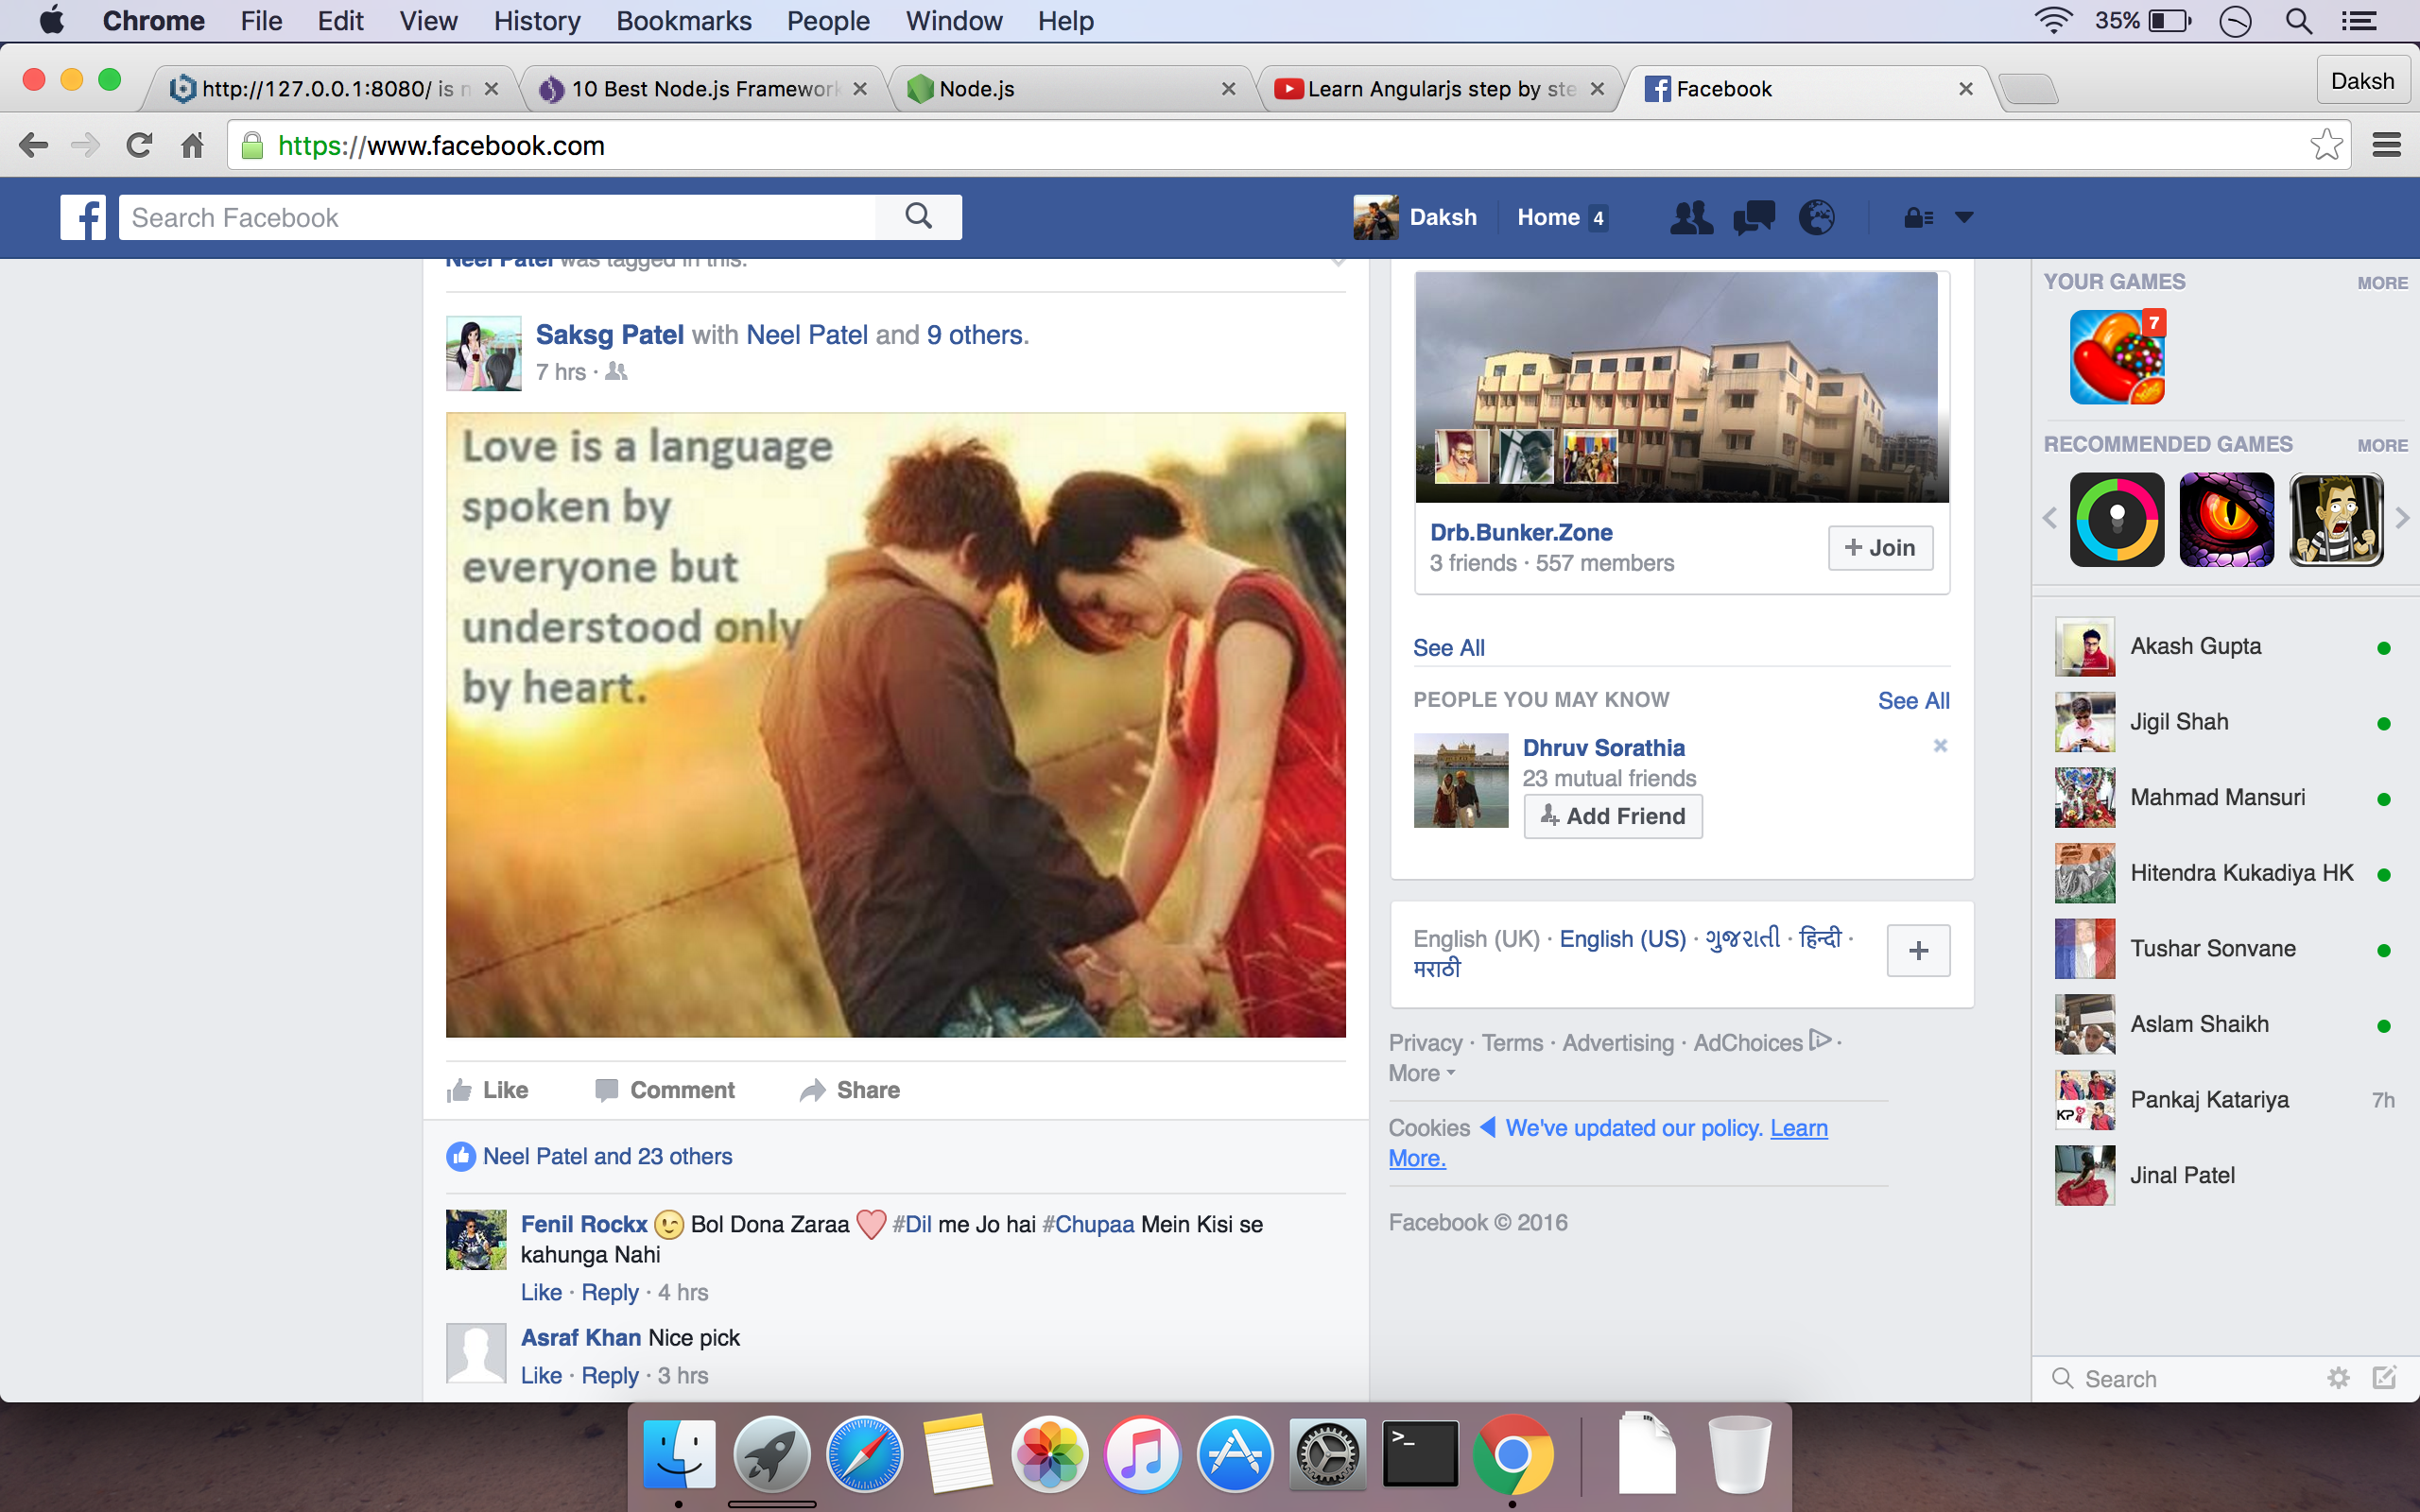 Chrome File Edit View History Bookmarks People Window Help 35%
http://127.0.0.1:8080/ is n
10 Best Node.js Framework
Node.js
Learn Angularjs step by ste
Facebook
Daksh
https://www.facebook.com
Search Facebook
Daksh Home 4
Neel Patel was tagged in this.
Saksg Patel with Neel Patel and 9 others.
7 hrs ·
Love is a language
spoken by
everyone but
understood only
by heart.
Like Comment Share
Neel Patel and 23 others
Fenil Rockx 😉 Bol Dona Zaraa ❤ #Dil me Jo hai #Chupaa Mein Kisi se
kahunga Nahi
Like · Reply · 4 hrs
Asraf Khan Nice pick
Like · Reply · 3 hrs
Drb.Bunker.Zone
3 friends · 557 members
+ Join
See All
PEOPLE YOU MAY KNOW See All
Dhruv Sorathia
23 mutual friends
Add Friend
English (UK) · English (US) · ગુજરાતી · हिन्दी ·
मराठी
+
Privacy · Terms · Advertising · AdChoices ·
More
Cookies We've updated our policy. Learn
More.
Facebook © 2016
YOUR GAMES MORE
7
RECOMMENDED GAMES MORE
Akash Gupta
Jigil Shah
Mahmad Mansuri
Hitendra Kukadiya HK
Tushar Sonvane
Aslam Shaikh
KP
Pankaj Katariya 7h
Jinal Patel
Search
>_